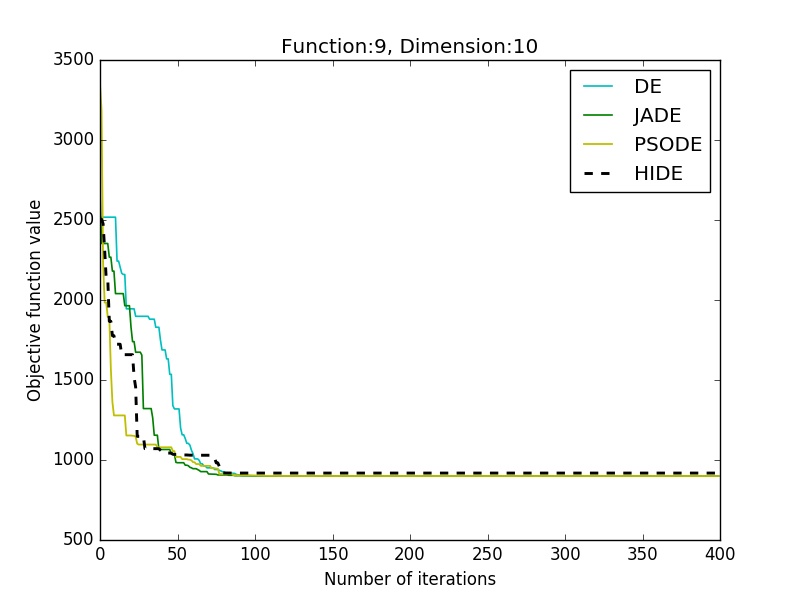 Function:9, Dimension:10
3500
3000
2500
2000
1500
1000
500
Objective function value
0
50
100
150
200
250
300
350
400
Number of iterations
DE
JADE
PSODE
HIDE